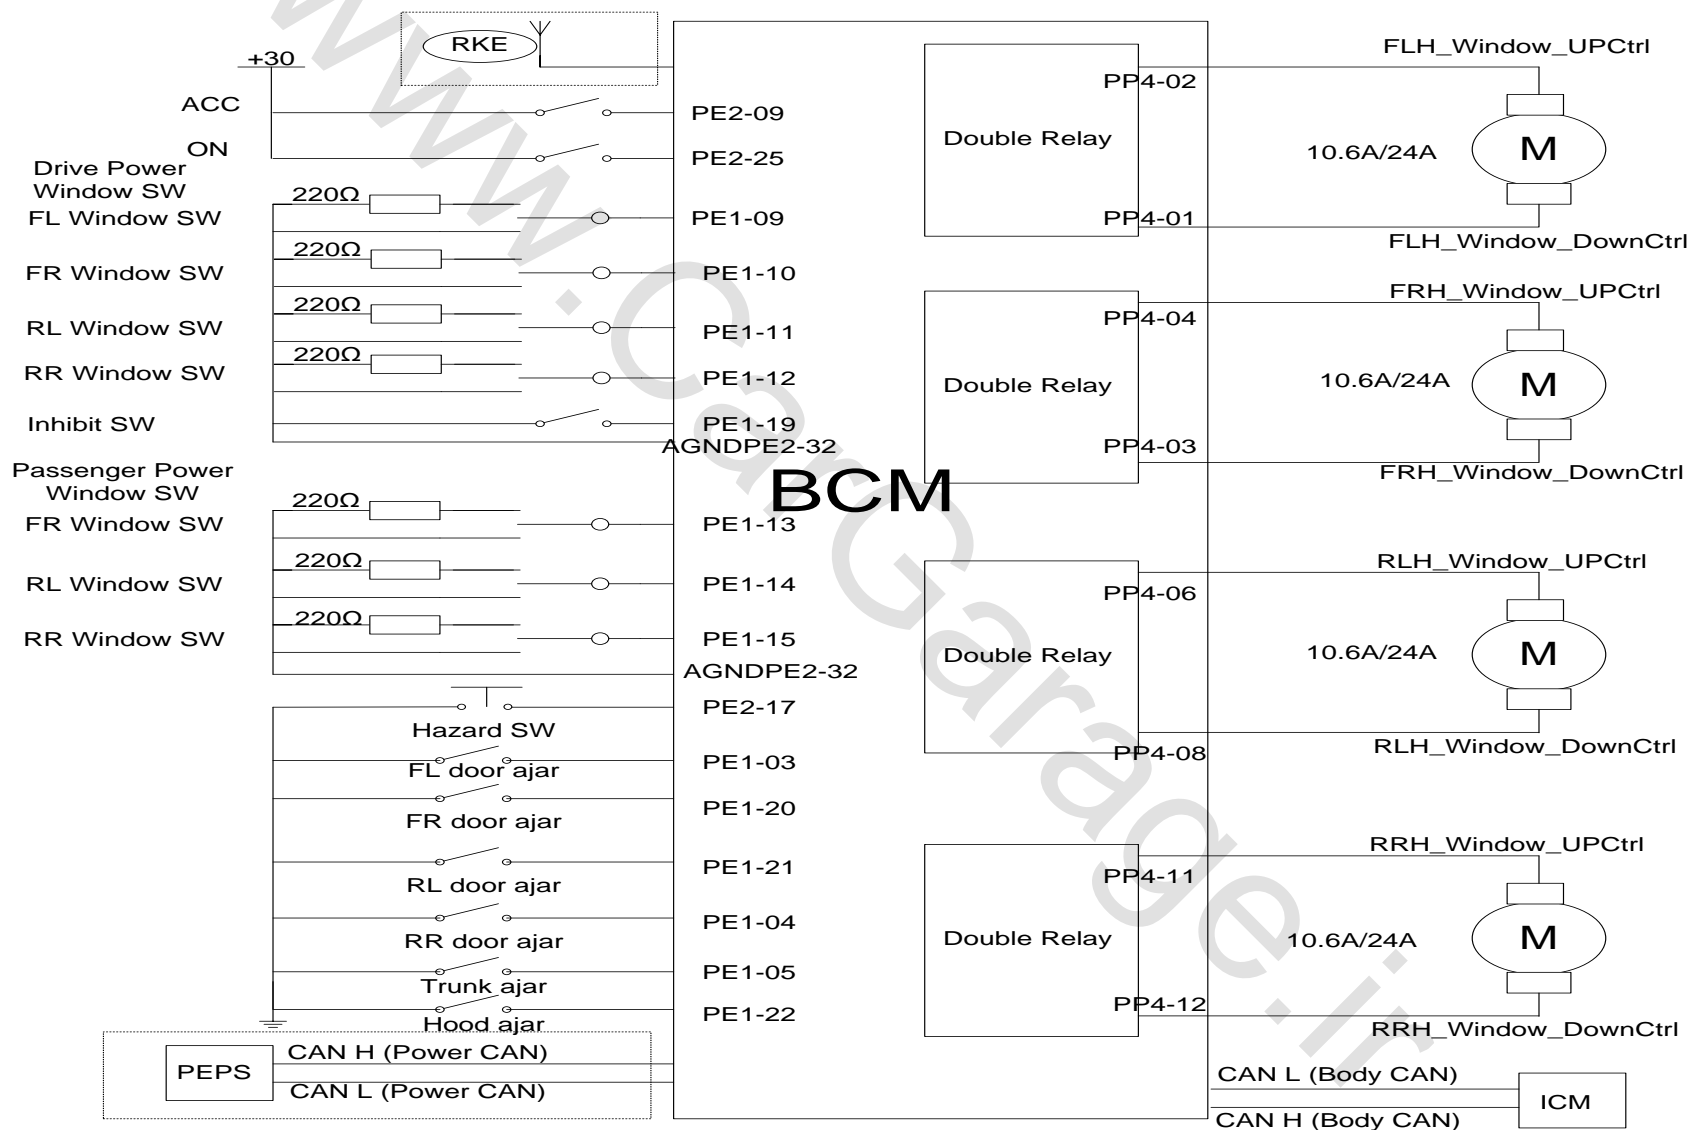 RKE
+30
ACC
PE2-09
ON
PE2-25
Drive Power
Window SW
220Ω
FL Window SW
PE1-09
220Ω
FR Window SW
PE1-10
220Ω
RL Window SW
PE1-11
220Ω
RR Window SW
PE1-12
Inhibit SW
PE1-19
AGNDPE2-32
Passenger Power
Window SW
220Ω
FR Window SW
PE1-13
220Ω
RL Window SW
PE1-14
220Ω
RR Window SW
PE1-15
AGNDPE2-32
PE2-17
Hazard SW
PE1-03
FL door ajar
PE1-20
FR door ajar
PE1-21
RL door ajar
PE1-04
RR door ajar
PE1-05
Trunk ajar
PE1-22
Hood ajar
PEPS
CAN H (Power CAN)
CAN L (Power CAN)
BCM
FLH_Window_UPCtrl
PP4-02
Double Relay
10.6A/24A
M
PP4-01
FLH_Window_DownCtrl
FRH_Window_UPCtrl
PP4-04
Double Relay
10.6A/24A
M
PP4-03
FRH_Window_DownCtrl
RLH_Window_UPCtrl
PP4-06
Double Relay
10.6A/24A
M
PP4-08
RLH_Window_DownCtrl
RRH_Window_UPCtrl
PP4-11
Double Relay
10.6A/24A
M
PP4-12
RRH_Window_DownCtrl
CAN L (Body CAN)
ICM
CAN H (Body CAN)
www.CarGarage.ir